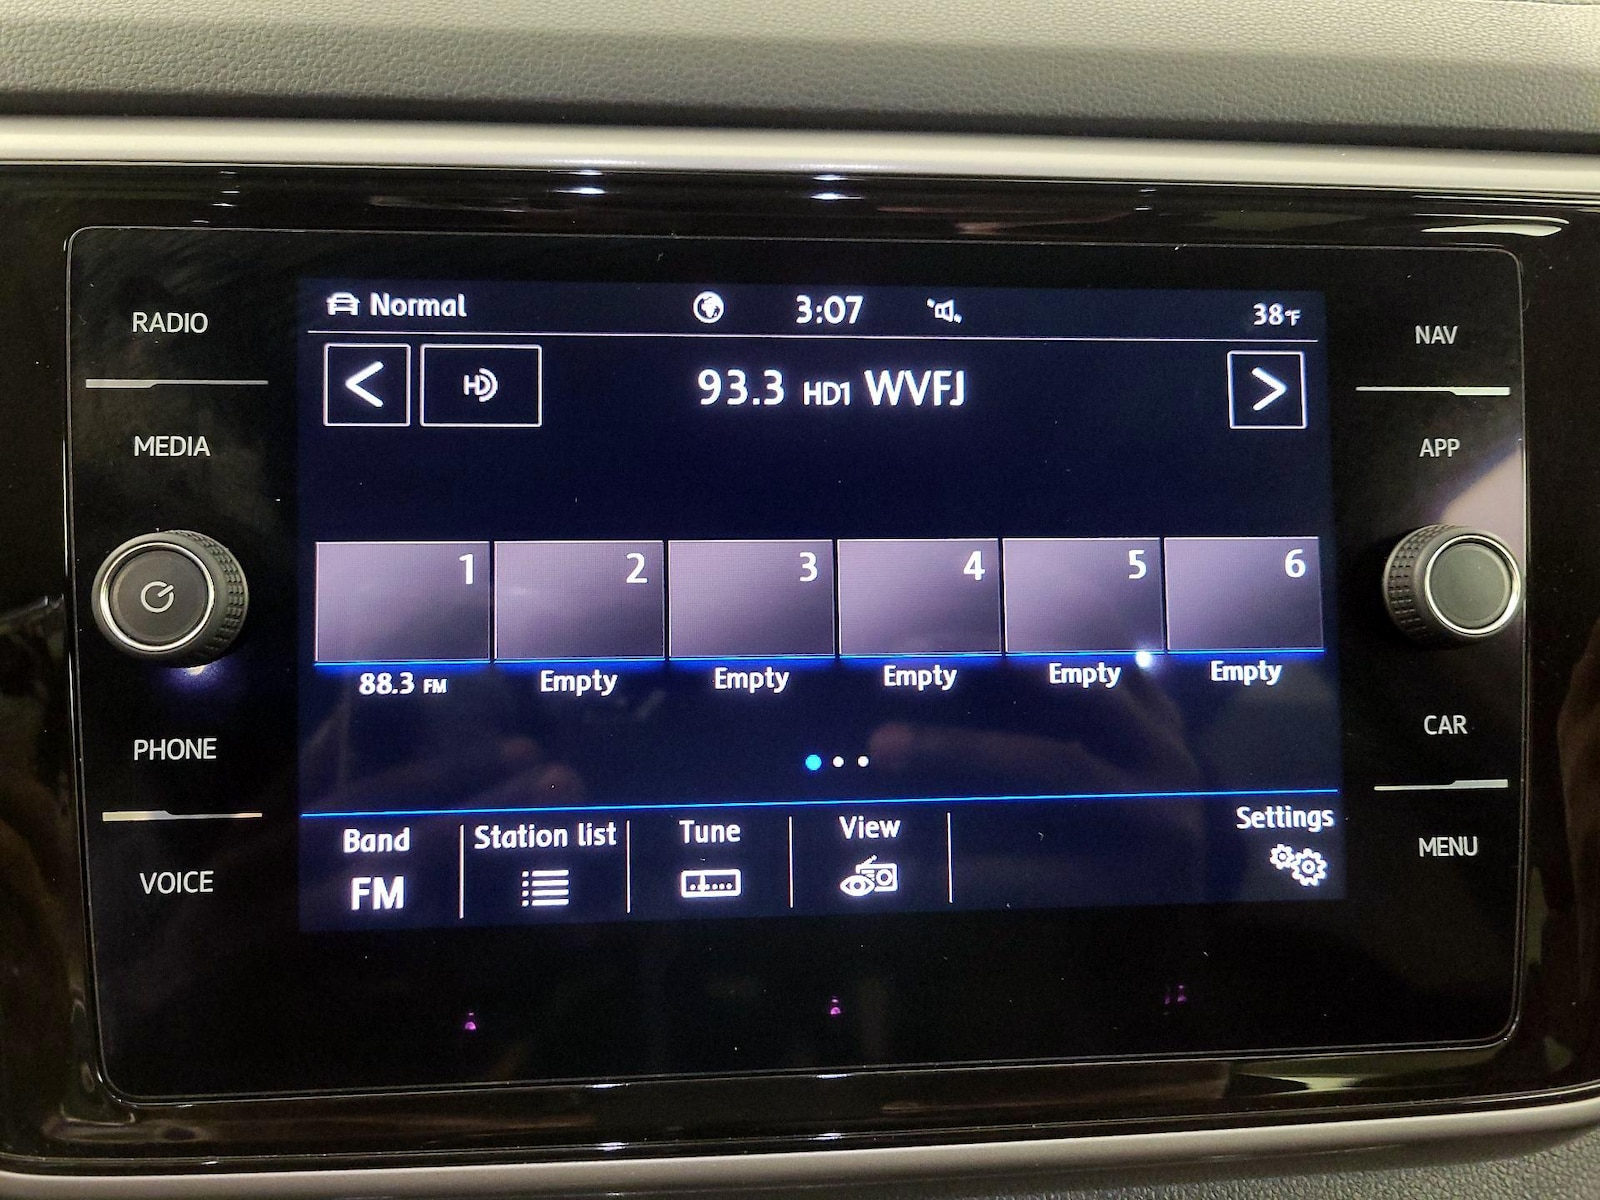 RADIO
MEDIA
PHONE
VOICE
Normal
3:07
38°F
HD
93.3 HD1 WVFJ
1
2
3
4
5
6
88.3 FM
Empty
Empty
Empty
Empty
Empty
Band
FM
Station list
Tune
View
Settings
NAV
APP
CAR
MENU